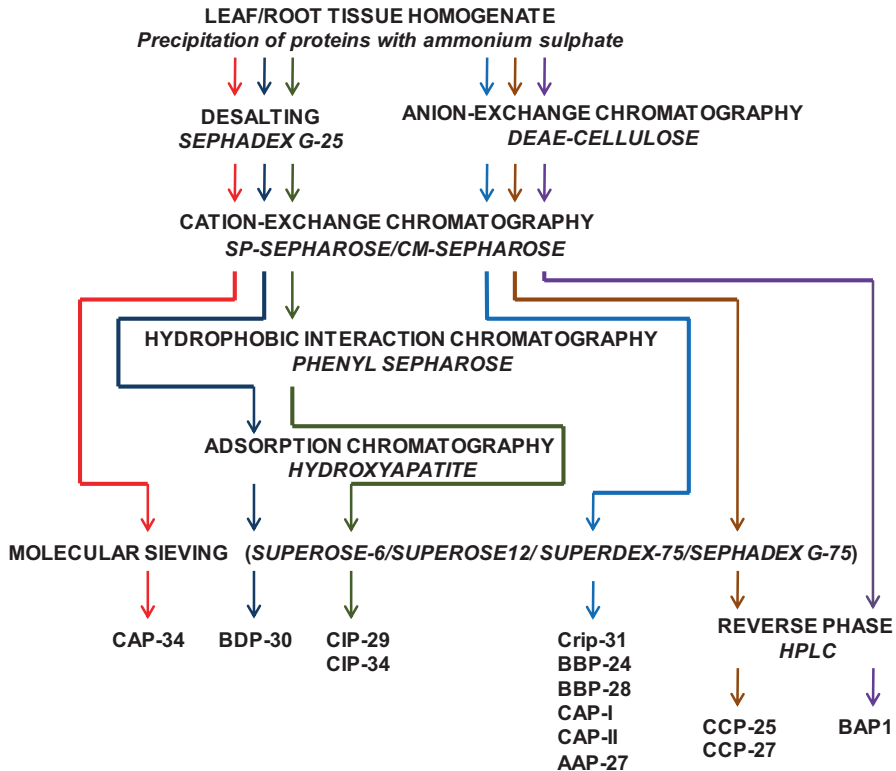 LEAF/ROOT TISSUE HOMOGENATE
Precipitation of proteins with ammonium sulphate
DESALTING
SEPHADEX G-25
ANION-EXCHANGE CHROMATOGRAPHY
DEAE-CELLULOSE
CATION-EXCHANGE CHROMATOGRAPHY
SP-SEPHAROSE/CM-SEPHAROSE
HYDROPHOBIC INTERACTION CHROMATOGRAPHY
PHENYL SEPHAROSE
ADSORPTION CHROMATOGRAPHY
HYDROXYAPATITE
MOLECULAR SIEVING (SUPEROSE-6/SUPEROSE12/ SUPERDEX-75/SEPHADEX G-75)
CAP-34
BDP-30
CIP-29
CIP-34
Crip-31
BBP-24
BBP-28
CAP-I
CAP-II
AAP-27
REVERSE PHASE
HPLC
CCP-25
CCP-27
BAP1